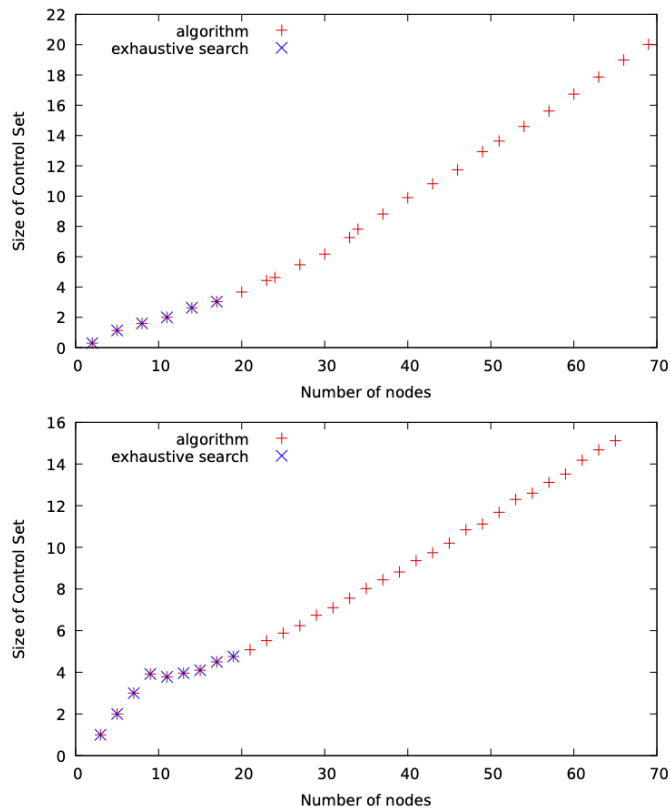 22
20
18
16
14
12
10
8
6
4
2
0
Size of Control Set
algorithm
exhaustive search
0 10 20 30 40 50 60 70
Number of nodes
16
14
12
10
8
6
4
2
0
Size of Control Set
algorithm
exhaustive search
0 10 20 30 40 50 60 70
Number of nodes